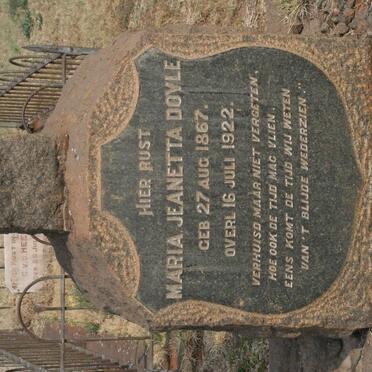 HIER RUST
MARIA JEANETTA DOYLE
GEB 27 AUG 1867.
OVERL 16 JULI 1922.
VERHUISD MAAR NIET VERGETEN,
HOE OOK DE TIJD MAG VLIEN.
EENS KOMT DE TIJD WIJ WETEN
VAN 'T BLIJDE WEDERZIEN."